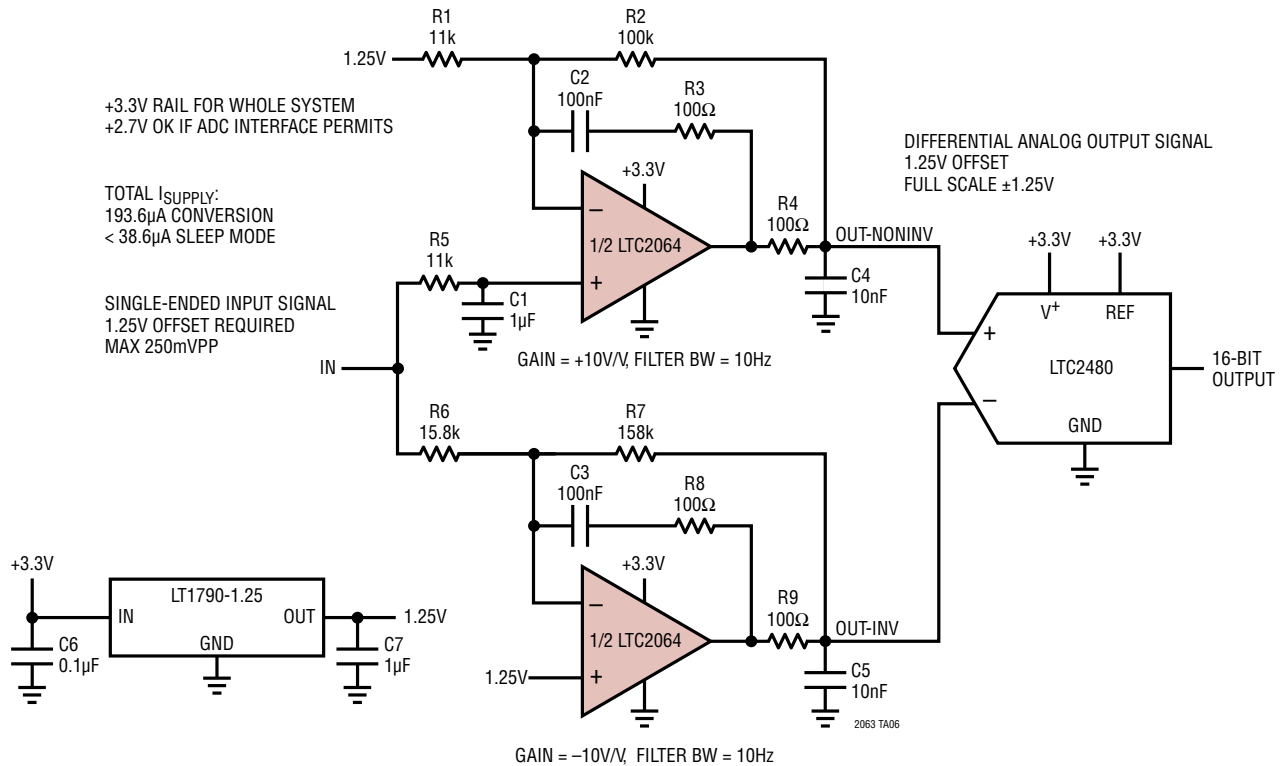 R1
11k
R2
100k
1.25V
C2
100nF
R3
100Ω
+3.3V RAIL FOR WHOLE SYSTEM
+2.7V OK IF ADC INTERFACE PERMITS
TOTAL ISUPPLY:
193.6µA CONVERSION
< 38.6µA SLEEP MODE
SINGLE-ENDED INPUT SIGNAL
1.25V OFFSET REQUIRED
MAX 250mVPP
+3.3V
–
1/2 LTC2064
+
R4
100Ω
OUT-NONINV
C4
10nF
R5
11k
C1
1µF
GAIN = +10V/V, FILTER BW = 10Hz
DIFFERENTIAL ANALOG OUTPUT SIGNAL
1.25V OFFSET
FULL SCALE ±1.25V
+3.3V +3.3V
V+ REF
+
LTC2480
–
GND
16-BIT
OUTPUT
IN
R6
15.8k
R7
158k
C3
100nF
R8
100Ω
+3.3V
–
1/2 LTC2064
+
1.25V
R9
100Ω
OUT-INV
C5
10nF
2063 TA06
GAIN = –10V/V, FILTER BW = 10Hz
+3.3V
LT1790-1.25
IN OUT
GND
1.25V
C6
0.1µF
C7
1µF